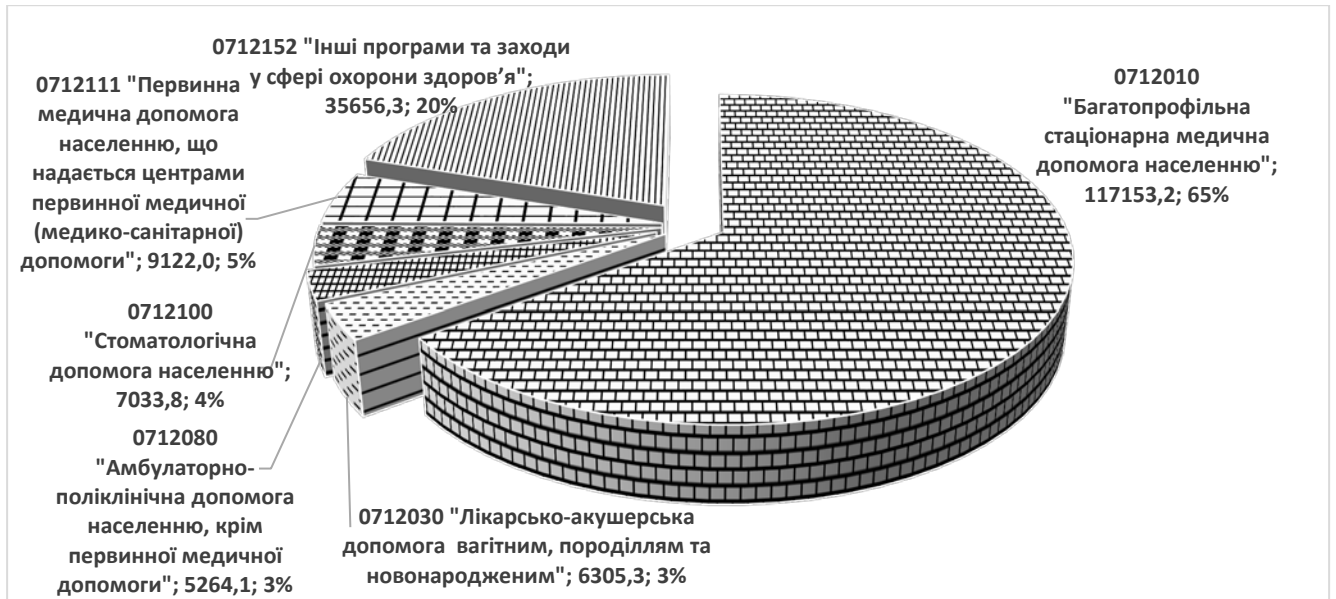 0712152 "Інші програми та заходи
у сфері охорони здоров’я";
35656,3; 20%
0712111 "Первинна
медична допомога
населенню, що
надається центрами
первинної медичної
(медико-санітарної)
допомоги"; 9122,0; 5%
0712100
"Стоматологічна
допомога населенню";
7033,8; 4%
0712080
"Амбулаторно-
поліклінічна допомога
населенню, крім
первинної медичної
допомоги"; 5264,1; 3%
0712030 "Лікарсько-акушерська
допомога  вагітним, породіллям та
новонародженим"; 6305,3; 3%
0712010
"Багатопрофільна
стаціонарна медична
допомога населенню";
117153,2; 65%